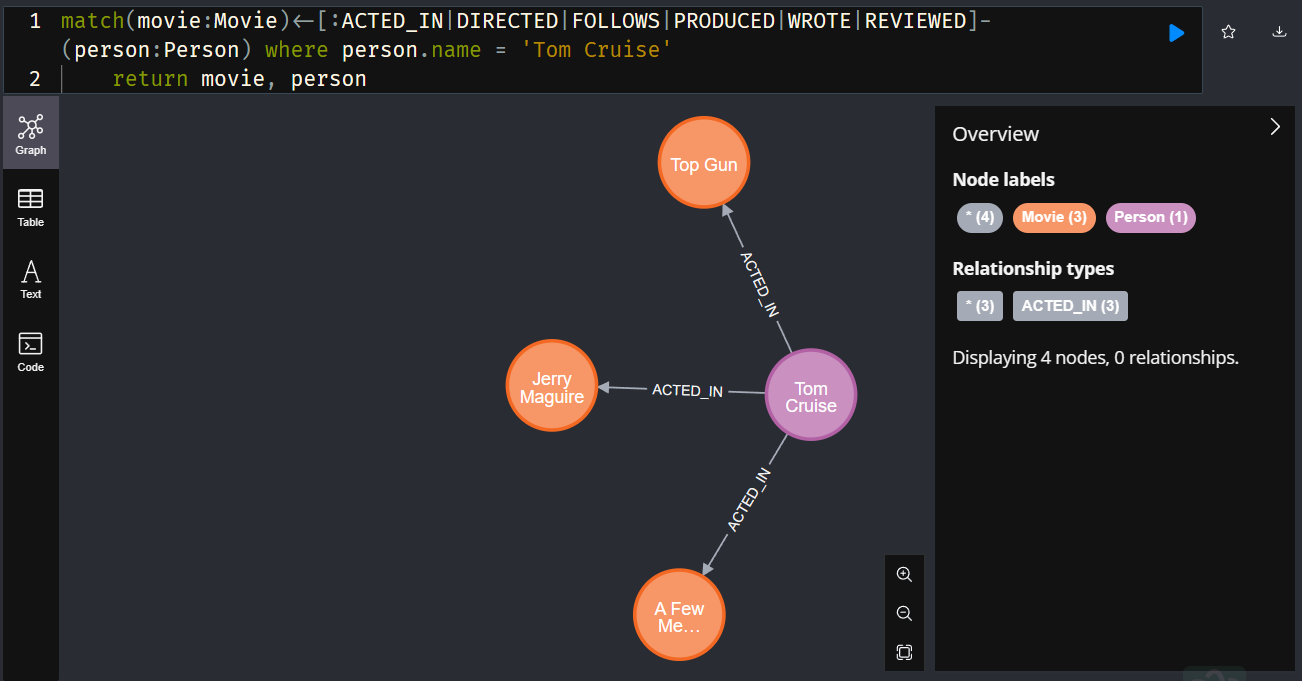 1 match(movie:Movie)<-[:ACTED_IN|DIRECTED|FOLLOWS|PRODUCED|WROTE|REVIEWED]-
(person:Person) where person.name = 'Tom Cruise'
2 return movie, person
Graph
Table
Text
Code
Top Gun
ACTED_IN
Jerry
Maguire
ACTED_IN
Tom
Cruise
ACTED_IN
A Few
Me…
Overview
Node labels
* (4) Movie (3) Person (1)
Relationship types
* (3) ACTED_IN (3)
Displaying 4 nodes, 0 relationships.